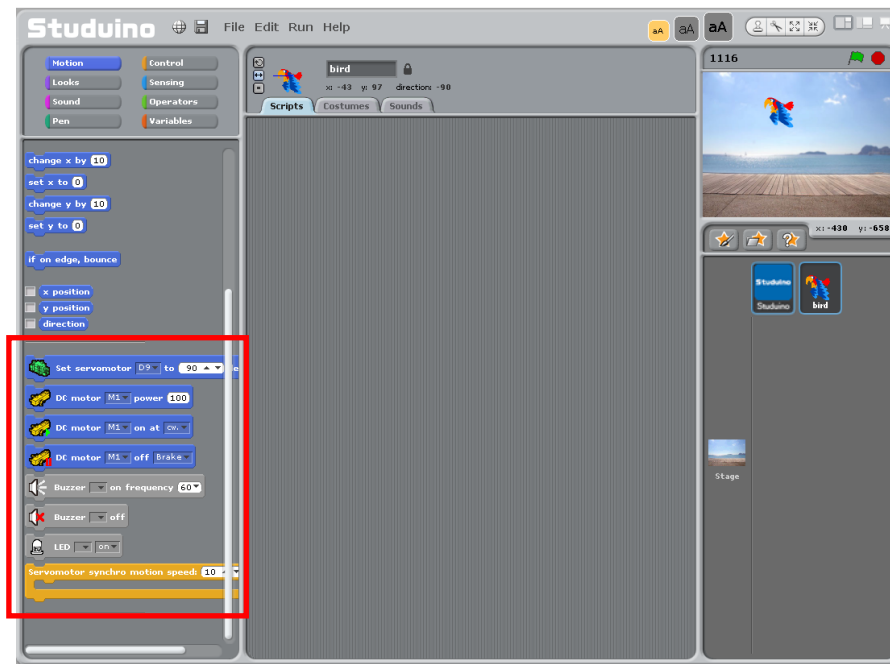 Studuino File Edit Run Help aA aA aA
Motion Control
Looks Sensing
Sound Operators
Pen Variables
bird
x: -43 y: 97 direction: -90
Scripts Costumes Sounds
1116
change x by 10
set x to 0
change y by 10
set y to 0
if on edge, bounce
x position
y position
direction
Set servomotor D9 to 90 de
DC motor M1 power 100
DC motor M1 on at cw.
DC motor M1 off Brake
Buzzer on frequency 60
Buzzer off
LED on
Servomotor synchro motion speed: 10
x: -430 y: -658
Studuino
Studuino
bird
Stage